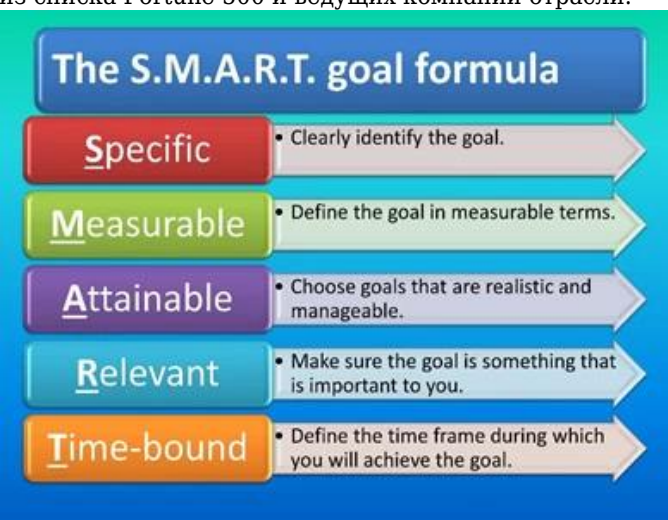 из списка Fortune 500 и ведущих компаний отрасли.
The S.M.A.R.T. goal formula
Specific
• Clearly identify the goal.
Measurable
• Define the goal in measurable terms.
Attainable
• Choose goals that are realistic and
manageable.
Relevant
• Make sure the goal is something that
is important to you.
Time-bound
• Define the time frame during which
you will achieve the goal.